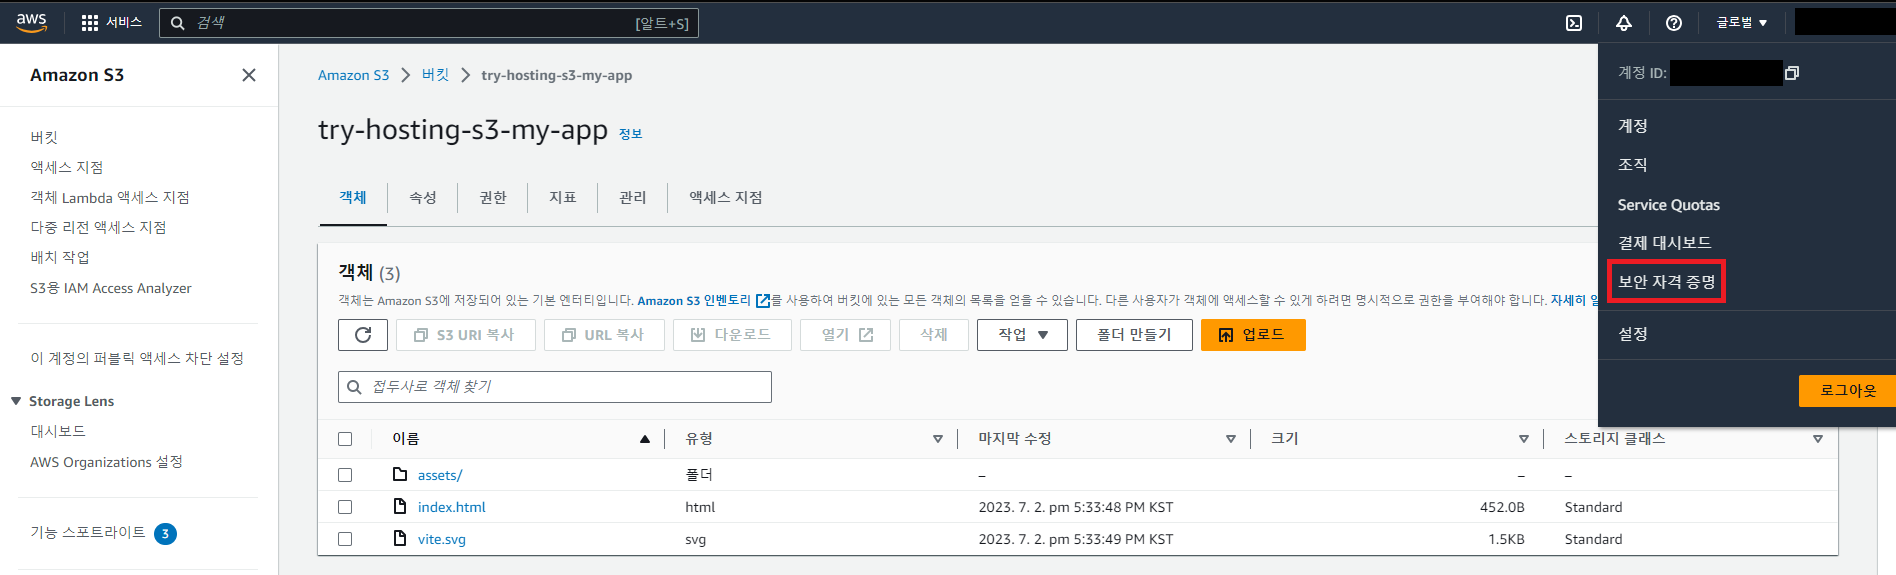 aws
서비스
검색
[알트+S]
글로벌
Amazon S3
버킷
액세스 지점
객체 Lambda 액세스 지점
다중 리전 액세스 지점
배치 작업
S3용 IAM Access Analyzer
이 계정의 퍼블릭 액세스 차단 설정
Storage Lens
대시보드
AWS Organizations 설정
기능 스포트라이트 3
Amazon S3 > 버킷 > try-hosting-s3-my-app
try-hosting-s3-my-app 정보
객체 속성 권한 지표 관리 액세스 지점
객체 (3)
객체는 Amazon S3에 저장되어 있는 기본 엔터티입니다. Amazon S3 인벤토리를 사용하여 버킷에 있는 모든 객체의 목록을 얻을 수 있습니다. 다른 사용자가 객체에 액세스할 수 있게 하려면 명시적으로 권한을 부여해야 합니다. 자세히
S3 URI 복사 URL 복사 다운로드 열기 삭제 작업 폴더 만들기 업로드
접두사로 객체 찾기
이름 유형 마지막 수정 크기 스토리지 클래스
assets/ 폴더 – – –
index.html html 2023. 7. 2. pm 5:33:48 PM KST 452.0B Standard
vite.svg svg 2023. 7. 2. pm 5:33:49 PM KST 1.5KB Standard
계정 ID:
계정
조직
Service Quotas
결제 대시보드
보안 자격 증명
설정
로그아웃